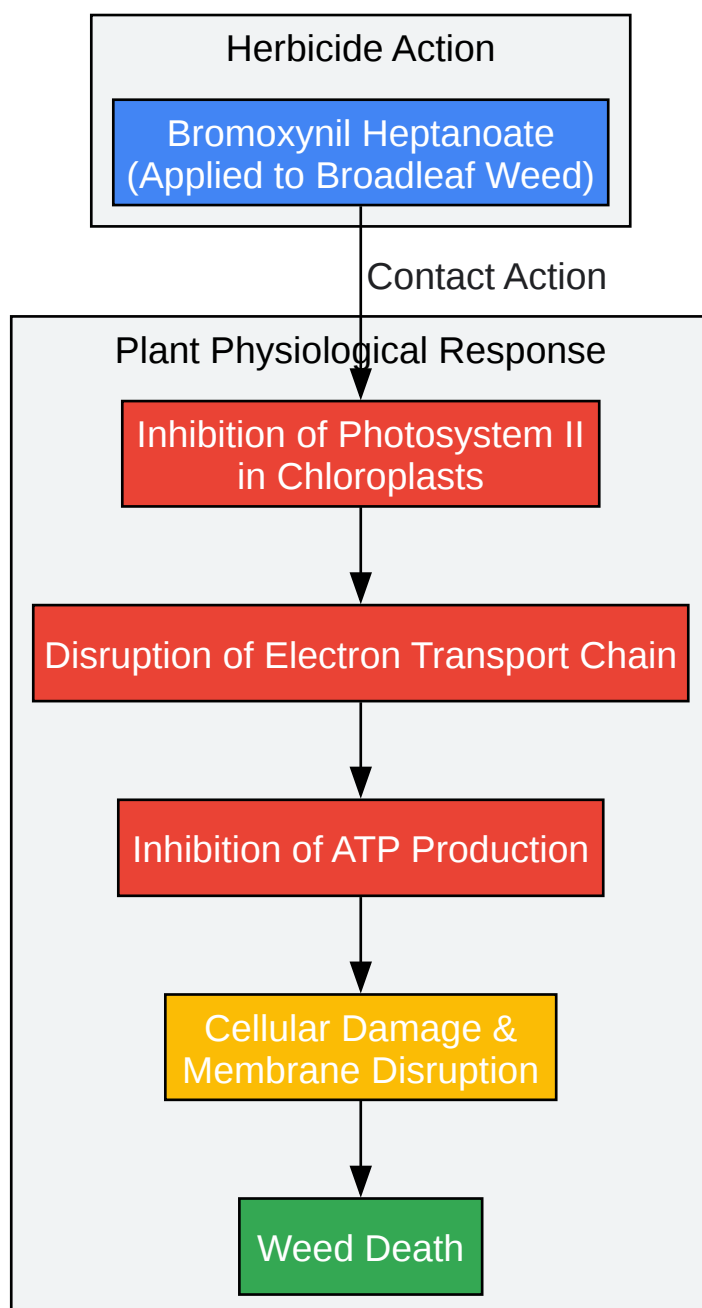 Herbicide Action
Bromoxynil Heptanoate
(Applied to Broadleaf Weed)
Contact Action
Plant Physiological Response
Inhibition of Photosystem II
in Chloroplasts
Disruption of Electron Transport Chain
Inhibition of ATP Production
Cellular Damage &
Membrane Disruption
Weed Death